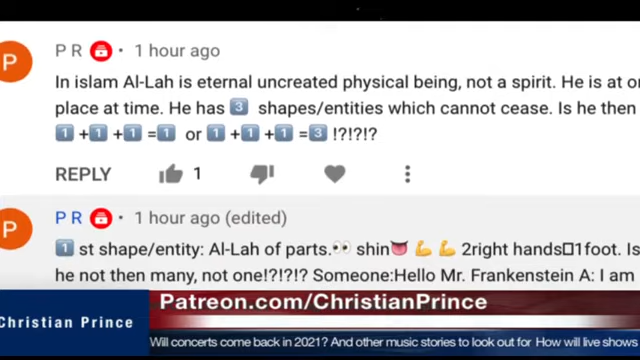 P
P R • 1 hour ago
In islam Al-Lah is eternal uncreated physical being, not a spirit. He is at
place at time. He has 3 shapes/entities which cannot cease. Is he then
1 +1 +1 =1 or 1 +1 +1 =3 !?!?!?
REPLY 1
P
P R • 1 hour ago (edited)
1 st shape/entity: Al-Lah of parts.👀 shin👅 💪 💪 2right hands□1foot. Is
he not then many, not one!?!?!? Someone:Hello Mr. Frankenstein A: I am
Patreon.com/ChristianPrince
Christian Prince
Will concerts come back in 2021? And other music stories to look out for How will live shows